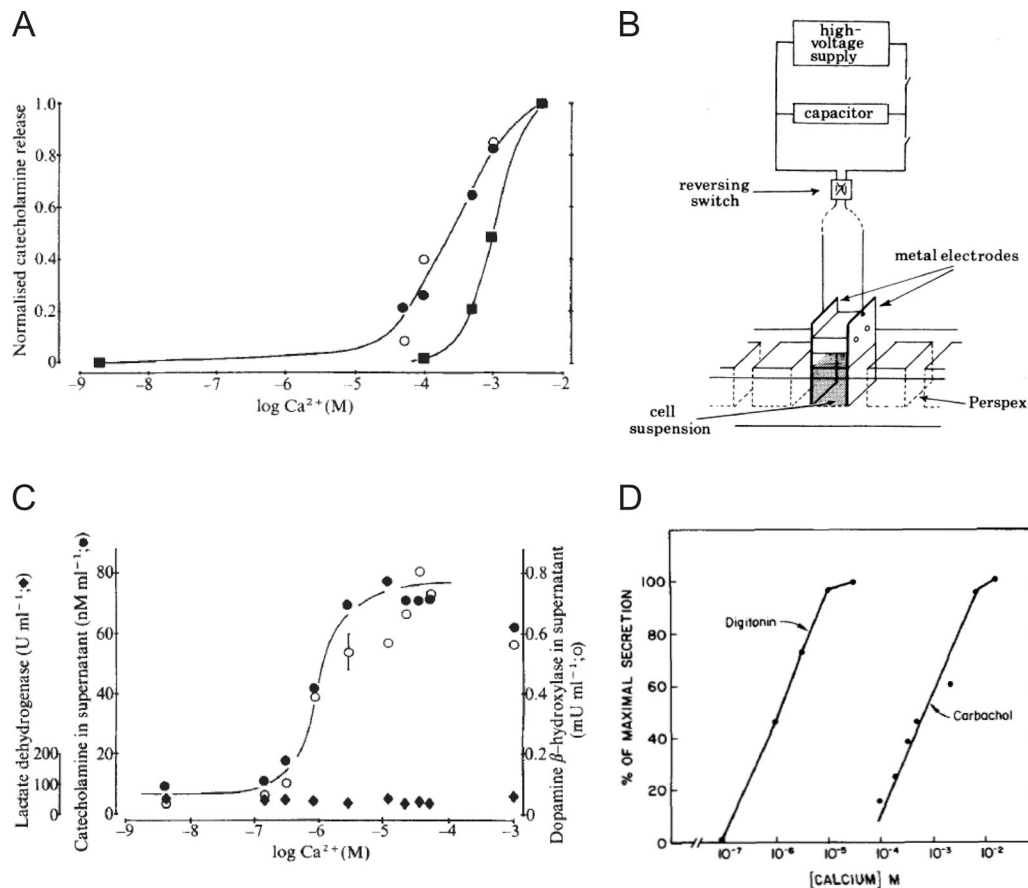 A
Normalised catecholamine release
1.0
0.8
0.6
0.4
0.2
0
−9
−8
−7
−6
−5
−4
−3
−2
log Ca²⁺(M)
B
high-
voltage
supply
capacitor
reversing
switch
metal electrodes
cell
suspension
Perspex
C
Lactate dehydrogenase (U ml⁻¹;◆)
200
100
0
Catecholamine in supernatant (nM ml⁻¹;●)
80
60
40
20
0
−9
−8
−7
−6
−5
−4
−3
log Ca²⁺(M)
0.8
0.6
0.4
0.2
0
Dopamine β-hydroxylase in supernatant
(mU ml⁻¹;○)
D
% OF MAXIMAL SECRETION
100
80
60
40
20
0
Digitonin
Carbachol
10⁻⁷
10⁻⁶
10⁻⁵
10⁻⁴
10⁻³
10⁻²
[CALCIUM] M